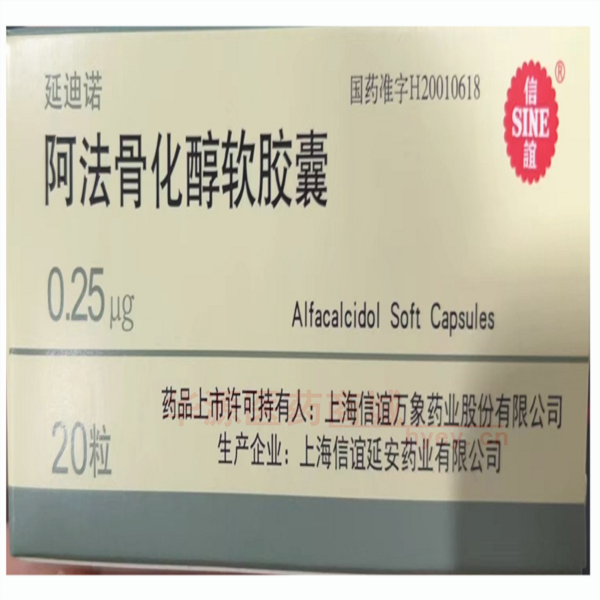 延迪诺
国药准字H20010618
阿法骨化醇软胶囊
信
SINE
誼
®
0.25 μg
Alfacalcidol Soft Capsules
药品上市许可持有人：上海信谊万象药业股份有限公司
20粒
生产企业：上海信谊延安药业有限公司